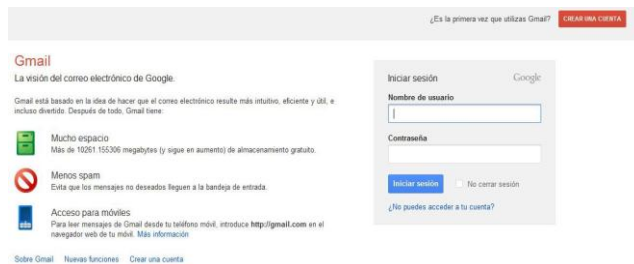 ¿Es la primera vez que utilizas Gmail? CREAR UNA CUENTA
Gmail
La visión del correo electrónico de Google.
Gmail está basado en la idea de hacer que el correo electrónico resulte más intuitivo, eficiente y útil, e
incluso divertido. Después de todo, Gmail tiene:
Mucho espacio
Más de 10261.155306 megabytes (y sigue en aumento) de almacenamiento gratuito.
Menos spam
Evita que los mensajes no deseados lleguen a la bandeja de entrada.
Acceso para móviles
Para leer mensajes de Gmail desde tu teléfono móvil, introduce http://gmail.com en el
navegador web de tu móvil. Más información
Sobre Gmail Nuevas funciones Crear una cuenta
Iniciar sesión Google
Nombre de usuario
Contraseña
Iniciar sesión No cerrar sesión
¿No puedes acceder a tu cuenta?